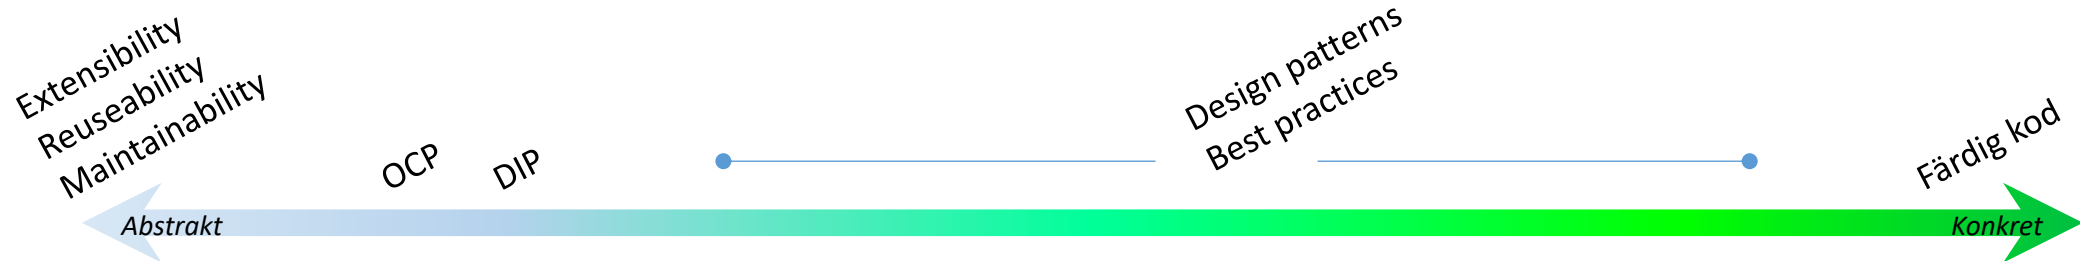 Extensibility
Reuseability
Maintainability
OCP
DIP
Design patterns
Best practices
Färdig kod
Abstrakt
Konkret